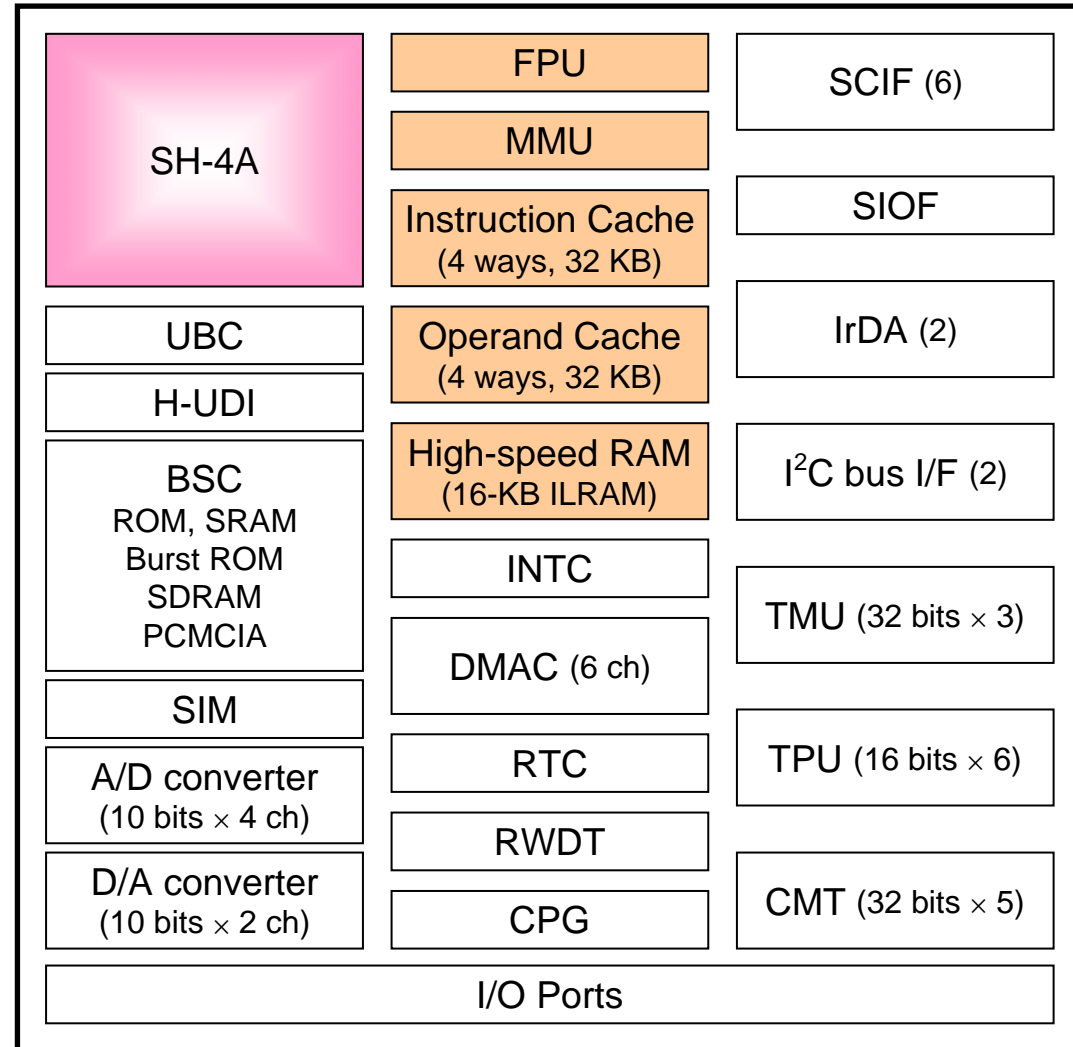 SH-4A
UBC
H-UDI
BSC
ROM, SRAM
Burst ROM
SDRAM
PCMCIA
SIM
A/D converter
(10 bits × 4 ch)
D/A converter
(10 bits × 2 ch)
FPU
MMU
Instruction Cache
(4 ways, 32 KB)
Operand Cache
(4 ways, 32 KB)
High-speed RAM
(16-KB ILRAM)
INTC
DMAC (6 ch)
RTC
RWDT
CPG
SCIF (6)
SIOF
IrDA (2)
I²C bus I/F (2)
TMU (32 bits × 3)
TPU (16 bits × 6)
CMT (32 bits × 5)
I/O Ports